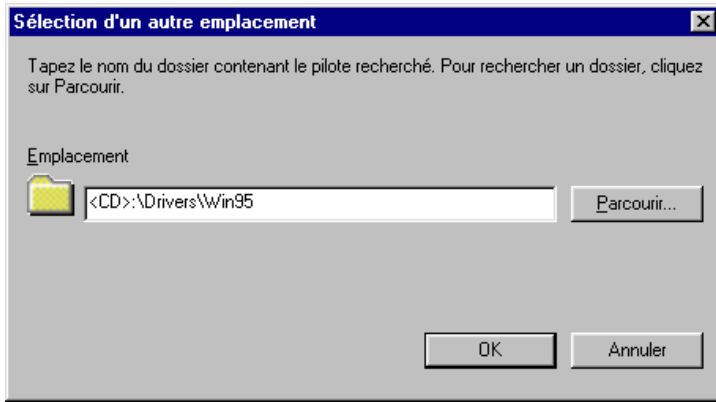 Sélection d'un autre emplacement
Tapez le nom du dossier contenant le pilote recherché. Pour rechercher un dossier, cliquez
sur Parcourir.
Emplacement
<CD>:\Drivers\Win95
Parcourir...
OK
Annuler